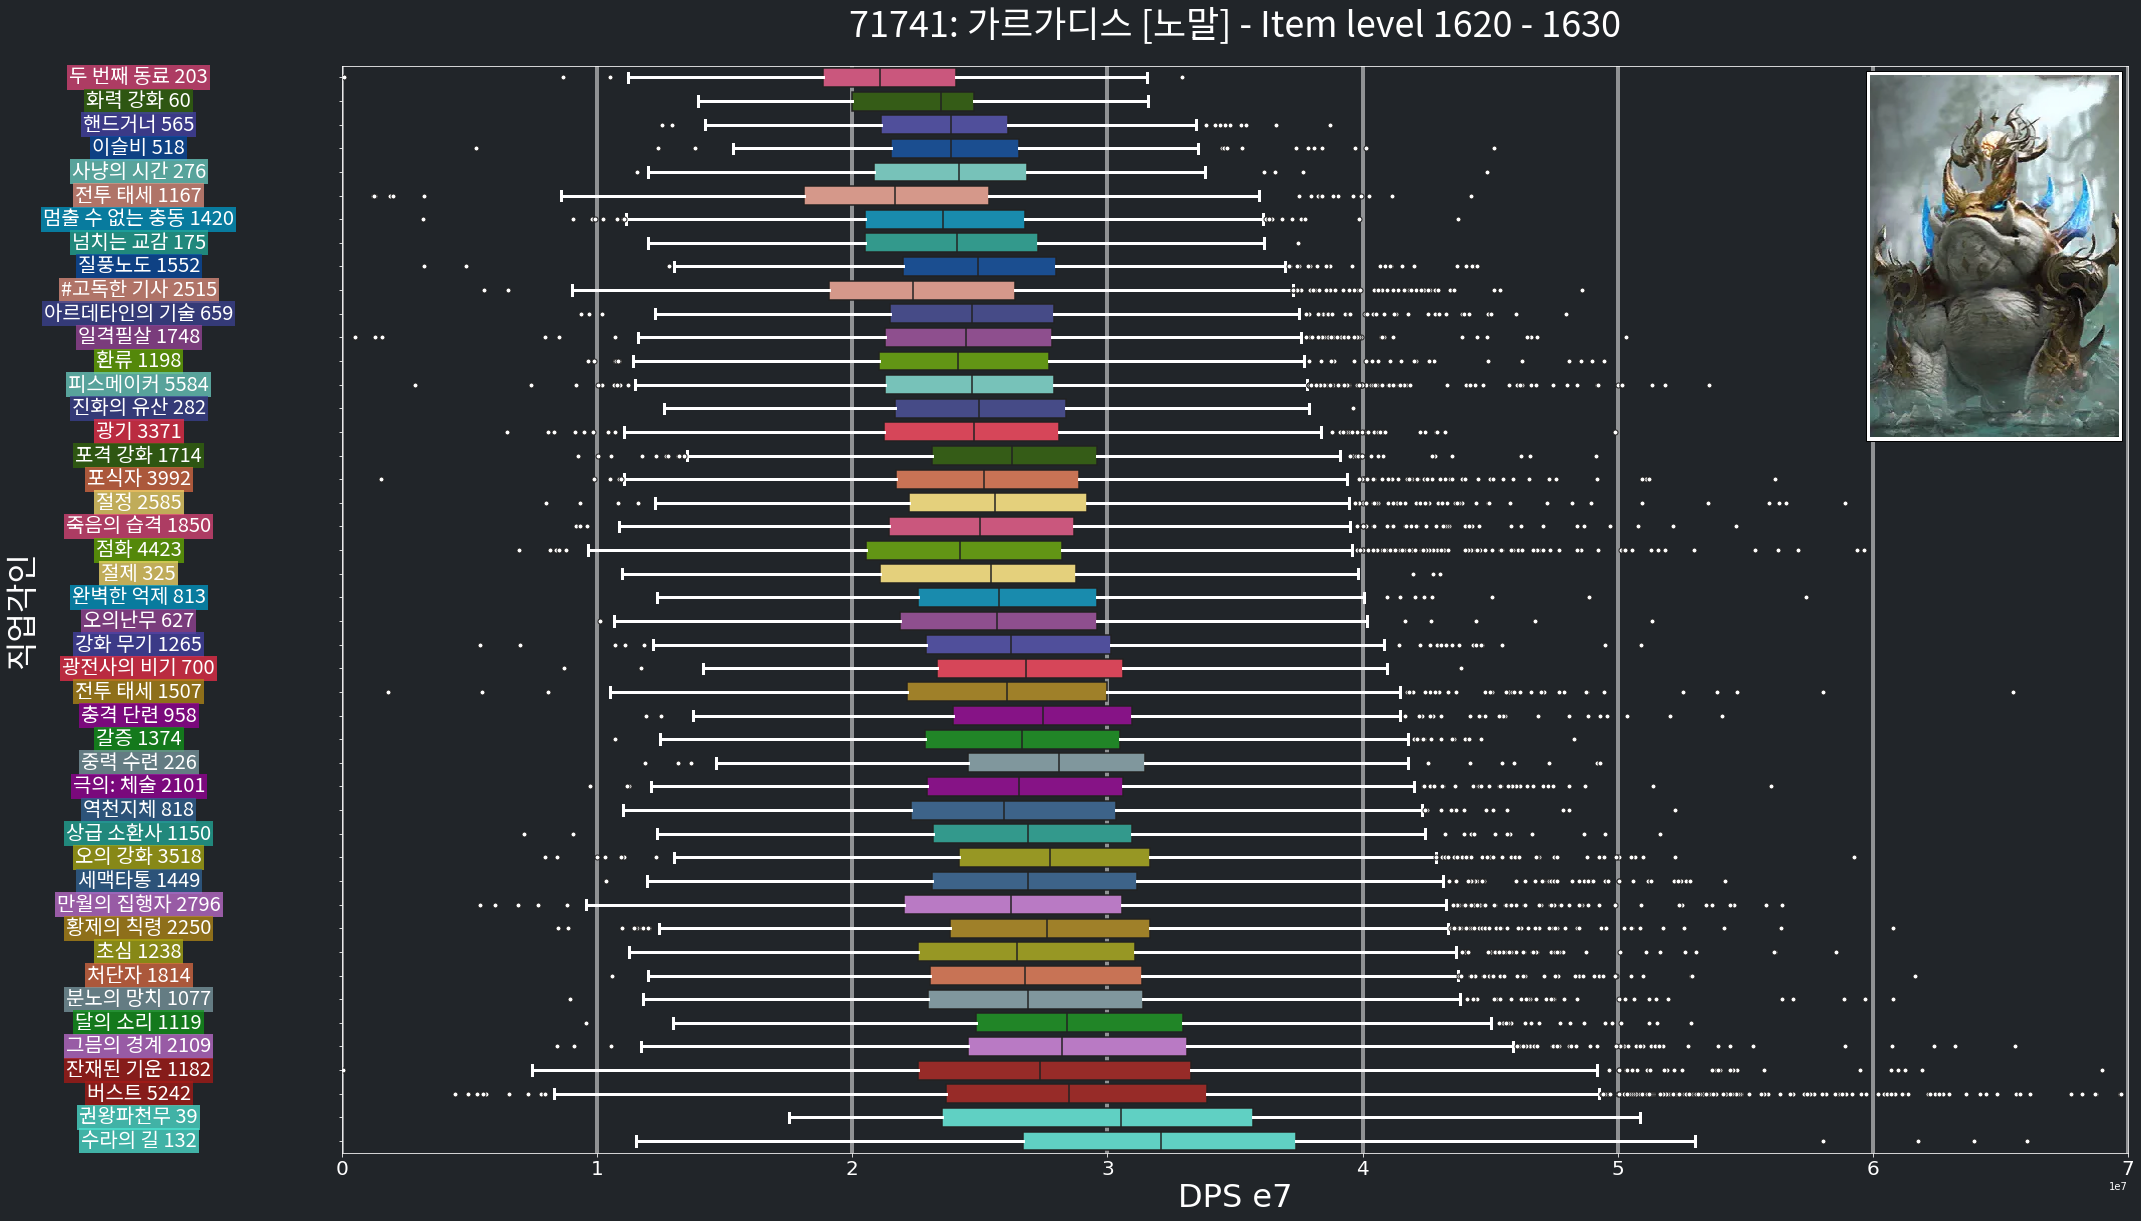 71741: 가르가디스 [노말] - Item level 1620 - 1630
직업각인
두 번째 동료 203
화력 강화 60
핸드거너 565
이슬비 518
사냥의 시간 276
전투 태세 1167
멈출 수 없는 충동 1420
넘치는 교감 175
질풍노도 1552
#고독한 기사 2515
아르데타인의 기술 659
일격필살 1748
환류 1198
피스메이커 5584
진화의 유산 282
광기 3371
포격 강화 1714
포식자 3992
절정 2585
죽음의 습격 1850
점화 4423
절제 325
완벽한 억제 813
오의난무 627
강화 무기 1265
광전사의 비기 700
전투 태세 1507
충격 단련 958
갈증 1374
중력 수련 226
극의: 체술 2101
역천지체 818
상급 소환사 1150
오의 강화 3518
세맥타통 1449
만월의 집행자 2796
황제의 칙령 2250
초심 1238
처단자 1814
분노의 망치 1077
달의 소리 1119
그믐의 경계 2109
잔재된 기운 1182
버스트 5242
권왕파천무 39
수라의 길 132
0 1 2 3 4 5 6 7
DPS e7
1e7